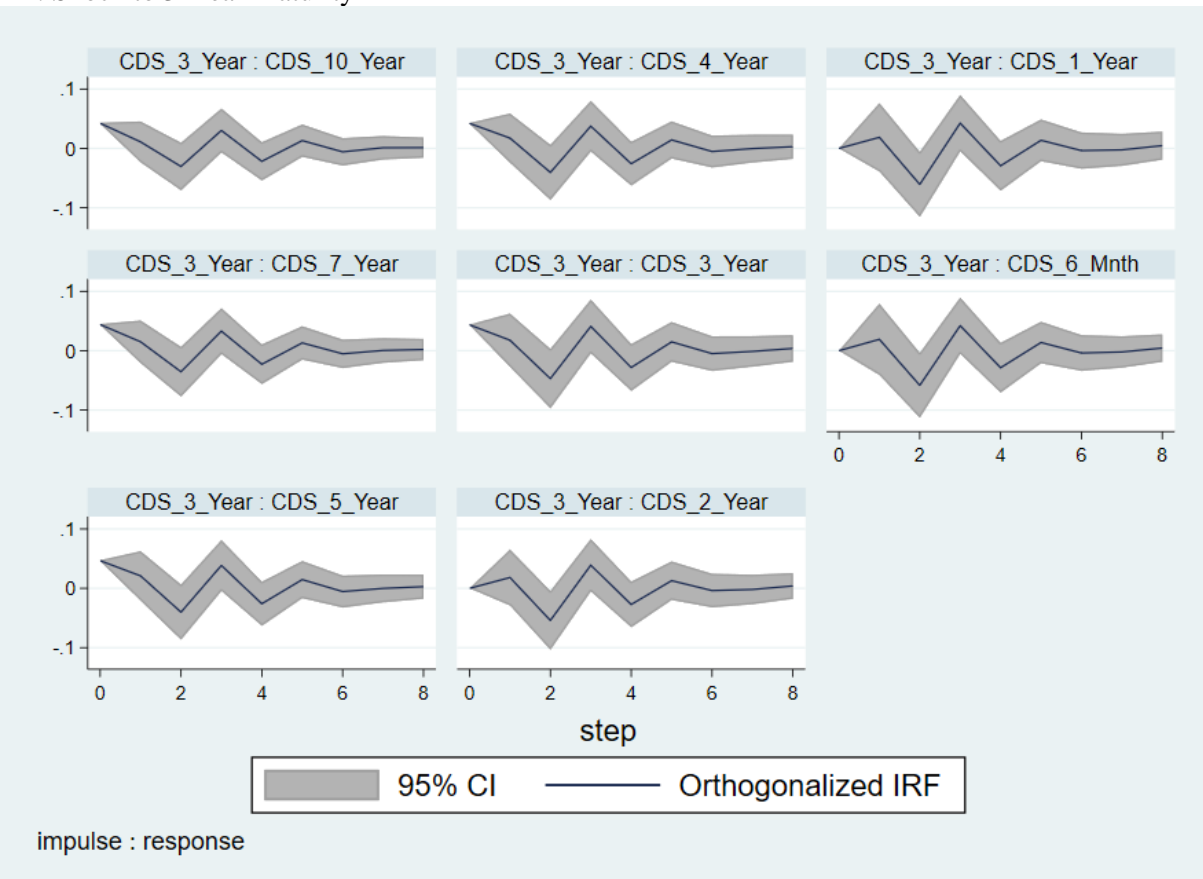 CDS_3_Year : CDS_10_Year CDS_3_Year : CDS_4_Year CDS_3_Year : CDS_1_Year
.1
0
-.1
CDS_3_Year : CDS_7_Year CDS_3_Year : CDS_3_Year CDS_3_Year : CDS_6_Mnth
.1
0
-.1
0 2 4 6 8
CDS_3_Year : CDS_5_Year CDS_3_Year : CDS_2_Year
.1
0
-.1
0 2 4 6 8 0 2 4 6 8
step
95% CI Orthogonalized IRF
impulse : response